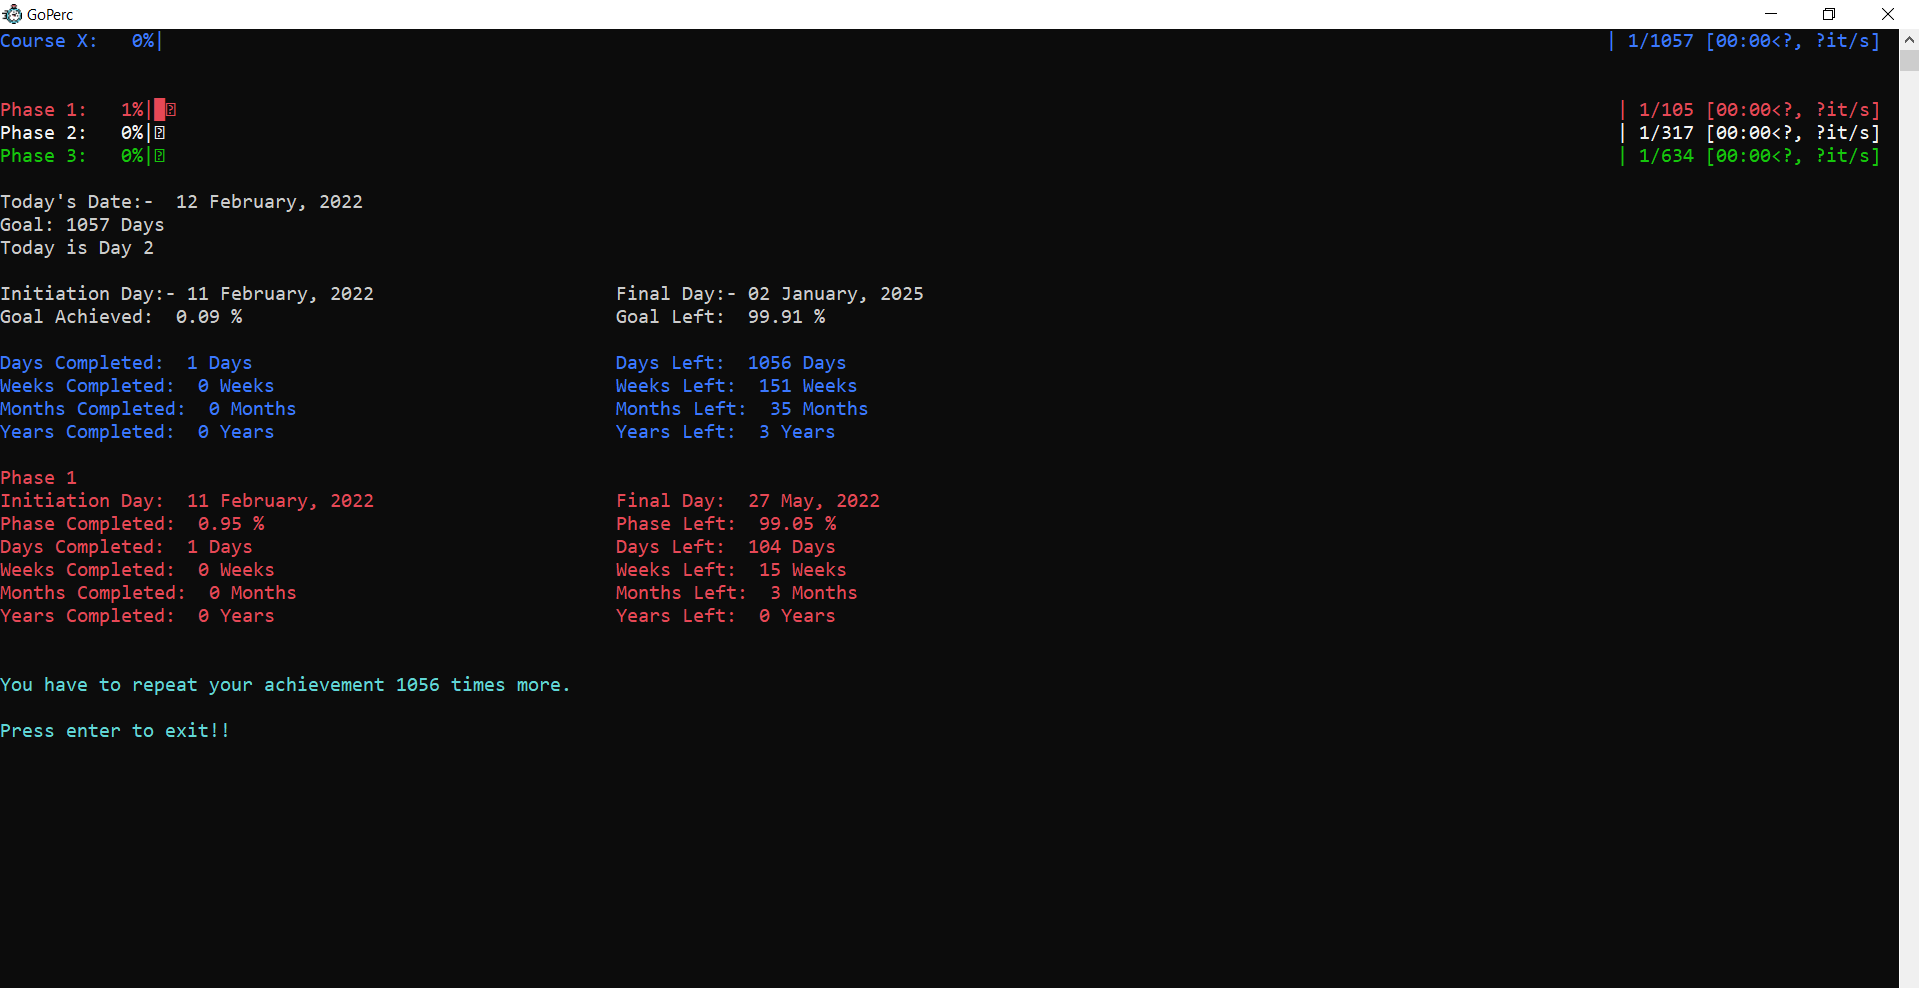 GoPerc
Course X:   0%|                    | 1/1057 [00:00<?, ?it/s]
Phase 1:   1%|█                    | 1/105 [00:00<?, ?it/s]
Phase 2:   0%|                    | 1/317 [00:00<?, ?it/s]
Phase 3:   0%|                    | 1/634 [00:00<?, ?it/s]
Today's Date:-  12 February, 2022
Goal: 1057 Days
Today is Day 2
Initiation Day:- 11 February, 2022                    Final Day:- 02 January, 2025
Goal Achieved:  0.09 %                    Goal Left:  99.91 %
Days Completed:  1 Days                    Days Left:  1056 Days
Weeks Completed:  0 Weeks                    Weeks Left:  151 Weeks
Months Completed:  0 Months                    Months Left:  35 Months
Years Completed:  0 Years                    Years Left:  3 Years
Phase 1
Initiation Day:  11 February, 2022                    Final Day:  27 May, 2022
Phase Completed:  0.95 %                    Phase Left:  99.05 %
Days Completed:  1 Days                    Days Left:  104 Days
Weeks Completed:  0 Weeks                    Weeks Left:  15 Weeks
Months Completed:  0 Months                    Months Left:  3 Months
Years Completed:  0 Years                    Years Left:  0 Years
You have to repeat your achievement 1056 times more.
Press enter to exit!!